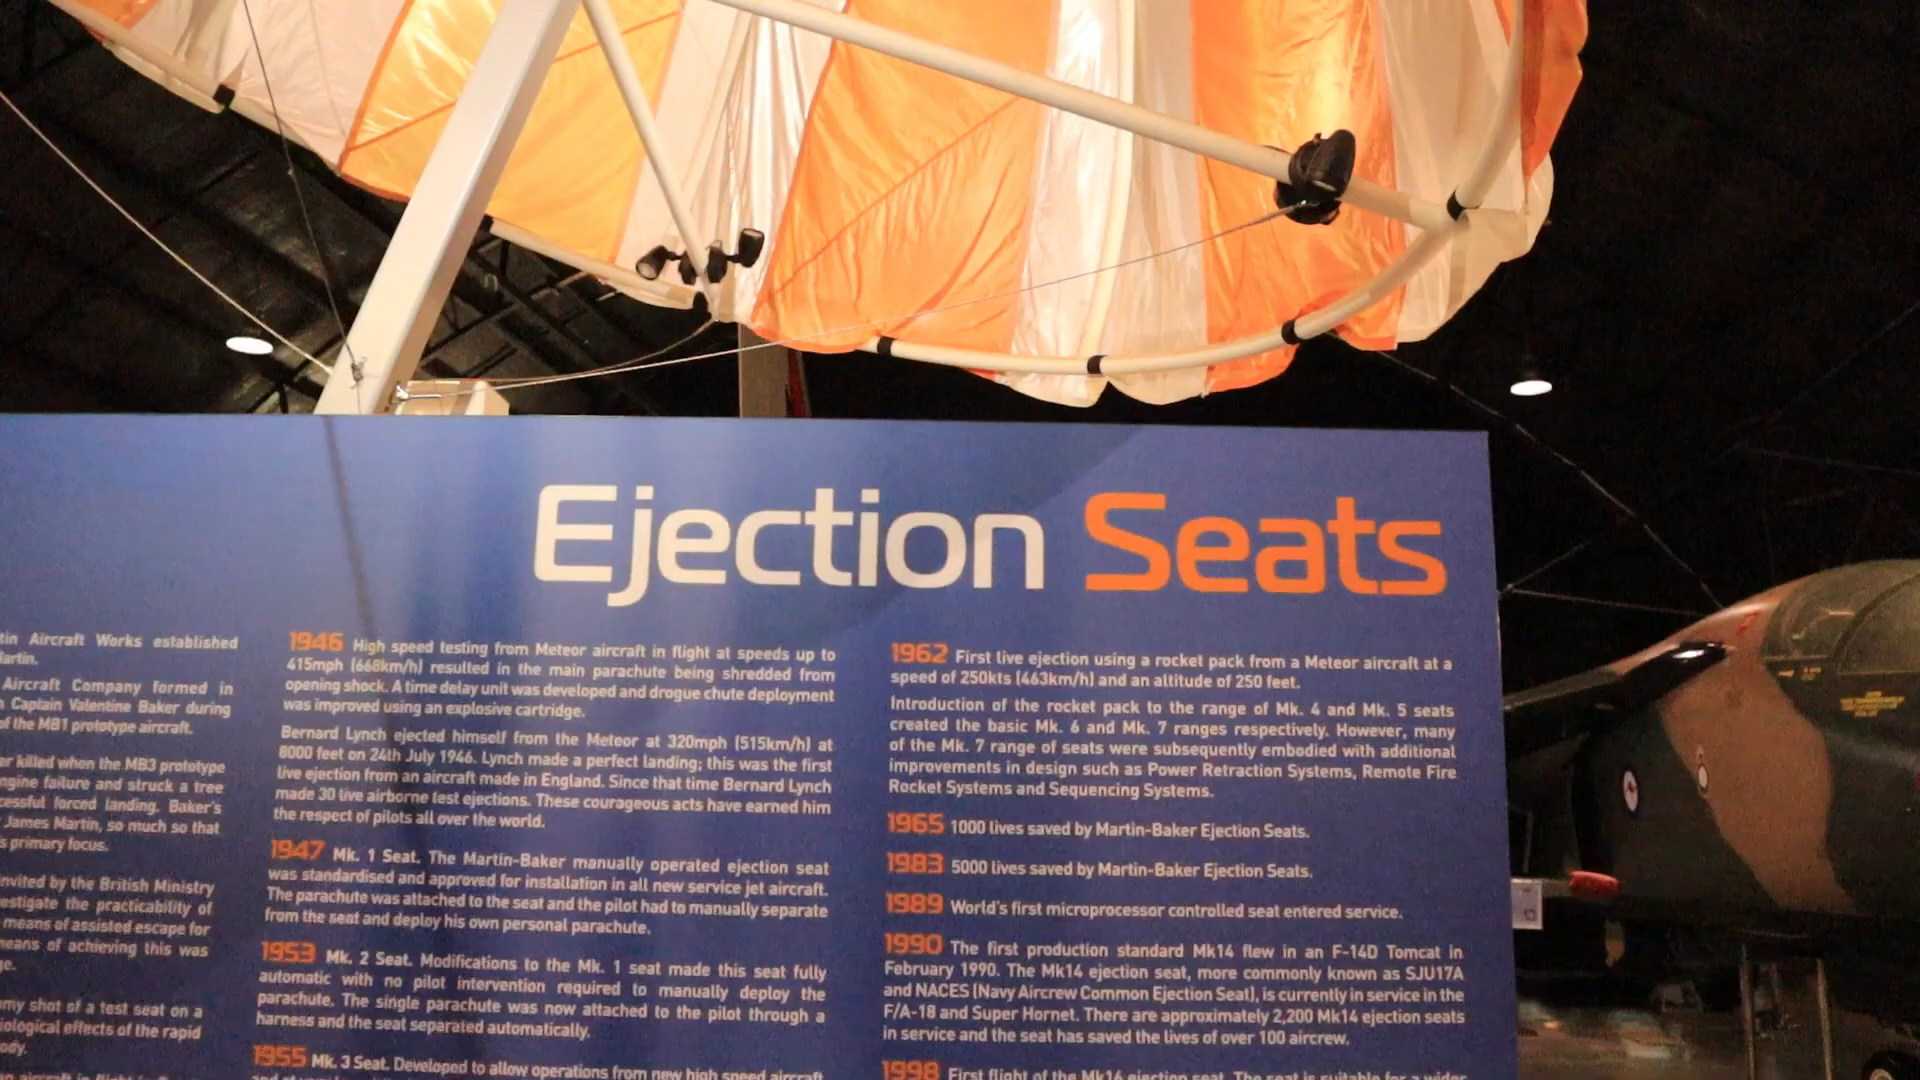 Ejection Seats
tin Aircraft Works established
Martin.
Aircraft Company formed in
Captain Valentine Baker during
of the MB1 prototype aircraft.
killed when the MB3 prototype
engine failure and struck a tree
forced landing. Baker's
James Martin, so much so that
primary focus.
invited by the British Ministry
the practicability of
means of assisted escape for
means of achieving this was
shot of a test seat on a
effects of the rapid
1946 High speed testing from Meteor aircraft in flight at speeds up to
415mph (668km/h) resulted in the main parachute being shredded from
opening shock. A time delay unit was developed and drogue chute deployment
was improved using an explosive cartridge.
Bernard Lynch ejected himself from the Meteor at 320mph (515km/h) at
8000 feet on 24th July 1946. Lynch made a perfect landing; this was the first
live ejection from an aircraft made in England. Since that time Bernard Lynch
made 30 live airborne test ejections. These courageous acts have earned him
the respect of pilots all over the world.
1947 Mk. 1 Seat. The Martin-Baker manually operated ejection seat
was standardised and approved for installation in all new service jet aircraft.
The parachute was attached to the seat and the pilot had to manually separate
from the seat and deploy his own personal parachute.
1953 Mk. 2 Seat. Modifications to the Mk. 1 seat made this seat fully
automatic with no pilot intervention required to manually deploy the
parachute. The single parachute was now attached to the pilot through a
harness and the seat separated automatically.
1955 Mk. 3 Seat. Developed to allow operations from new high speed aircraft
1962 First live ejection using a rocket pack from a Meteor aircraft at a
speed of 250kts (463km/h) and an altitude of 250 feet.
Introduction of the rocket pack to the range of Mk. 4 and Mk. 5 seats
created the basic Mk. 6 and Mk. 7 ranges respectively. However, many
of the Mk. 7 range of seats were subsequently embodied with additional
improvements in design such as Power Retraction Systems, Remote Fire
Rocket Systems and Sequencing Systems.
1965 1000 lives saved by Martin-Baker Ejection Seats.
1983 5000 lives saved by Martin-Baker Ejection Seats.
1989 World's first microprocessor controlled seat entered service.
1990 The first production standard Mk14 flew in an F-14D Tomcat in
February 1990. The Mk14 ejection seat, more commonly known as SJU17A
and NACES (Navy Aircrew Common Ejection Seat), is currently in service in the
F/A-18 and Super Hornet. There are approximately 2,200 Mk14 ejection seats
in service and the seat has saved the lives of over 100 aircrew.
1998 First flight of the Mk16 ejection seat. The seat is suitable for a wider